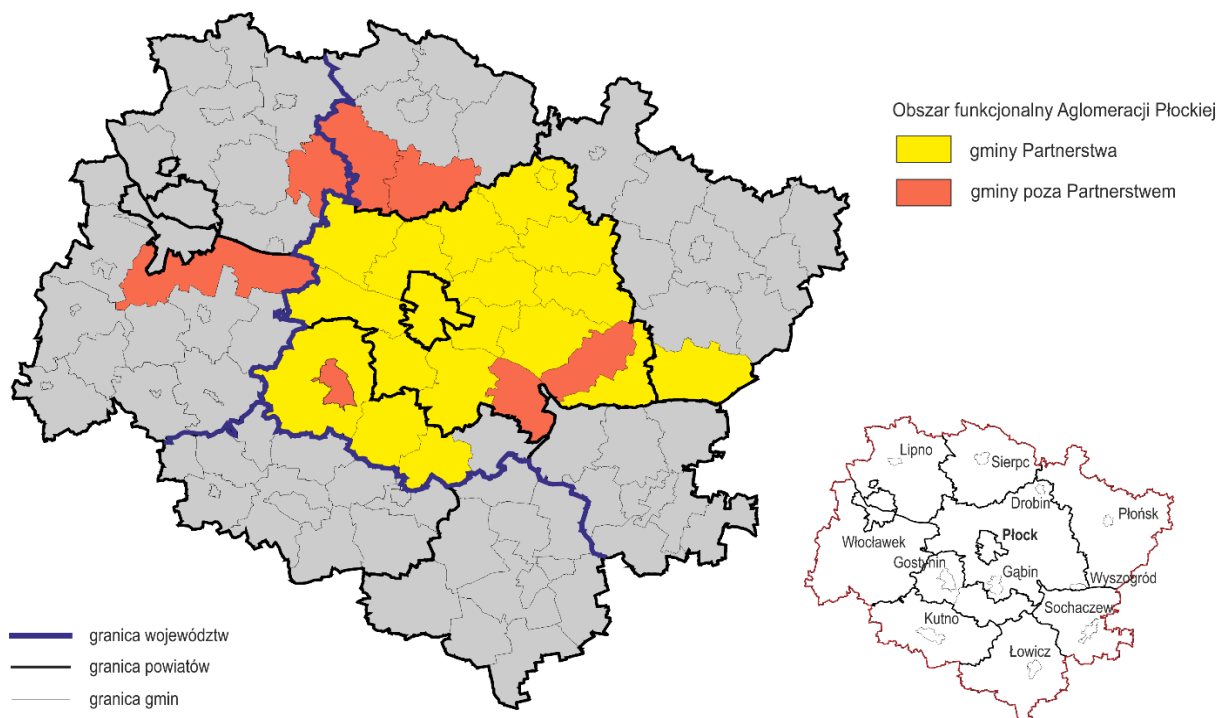 Obszar funkcjonalny Aglomeracji Płockiej
gminy Partnerstwa
gminy poza Partnerstwem
granica województw
granica powiatów
granica gmin
Lipno
Sierpc
Drobin
Płońsk
Włocławek
Płock
Gostynin
Gąbin
Wyszogród
Sochaczew
Kutno
Łowicz